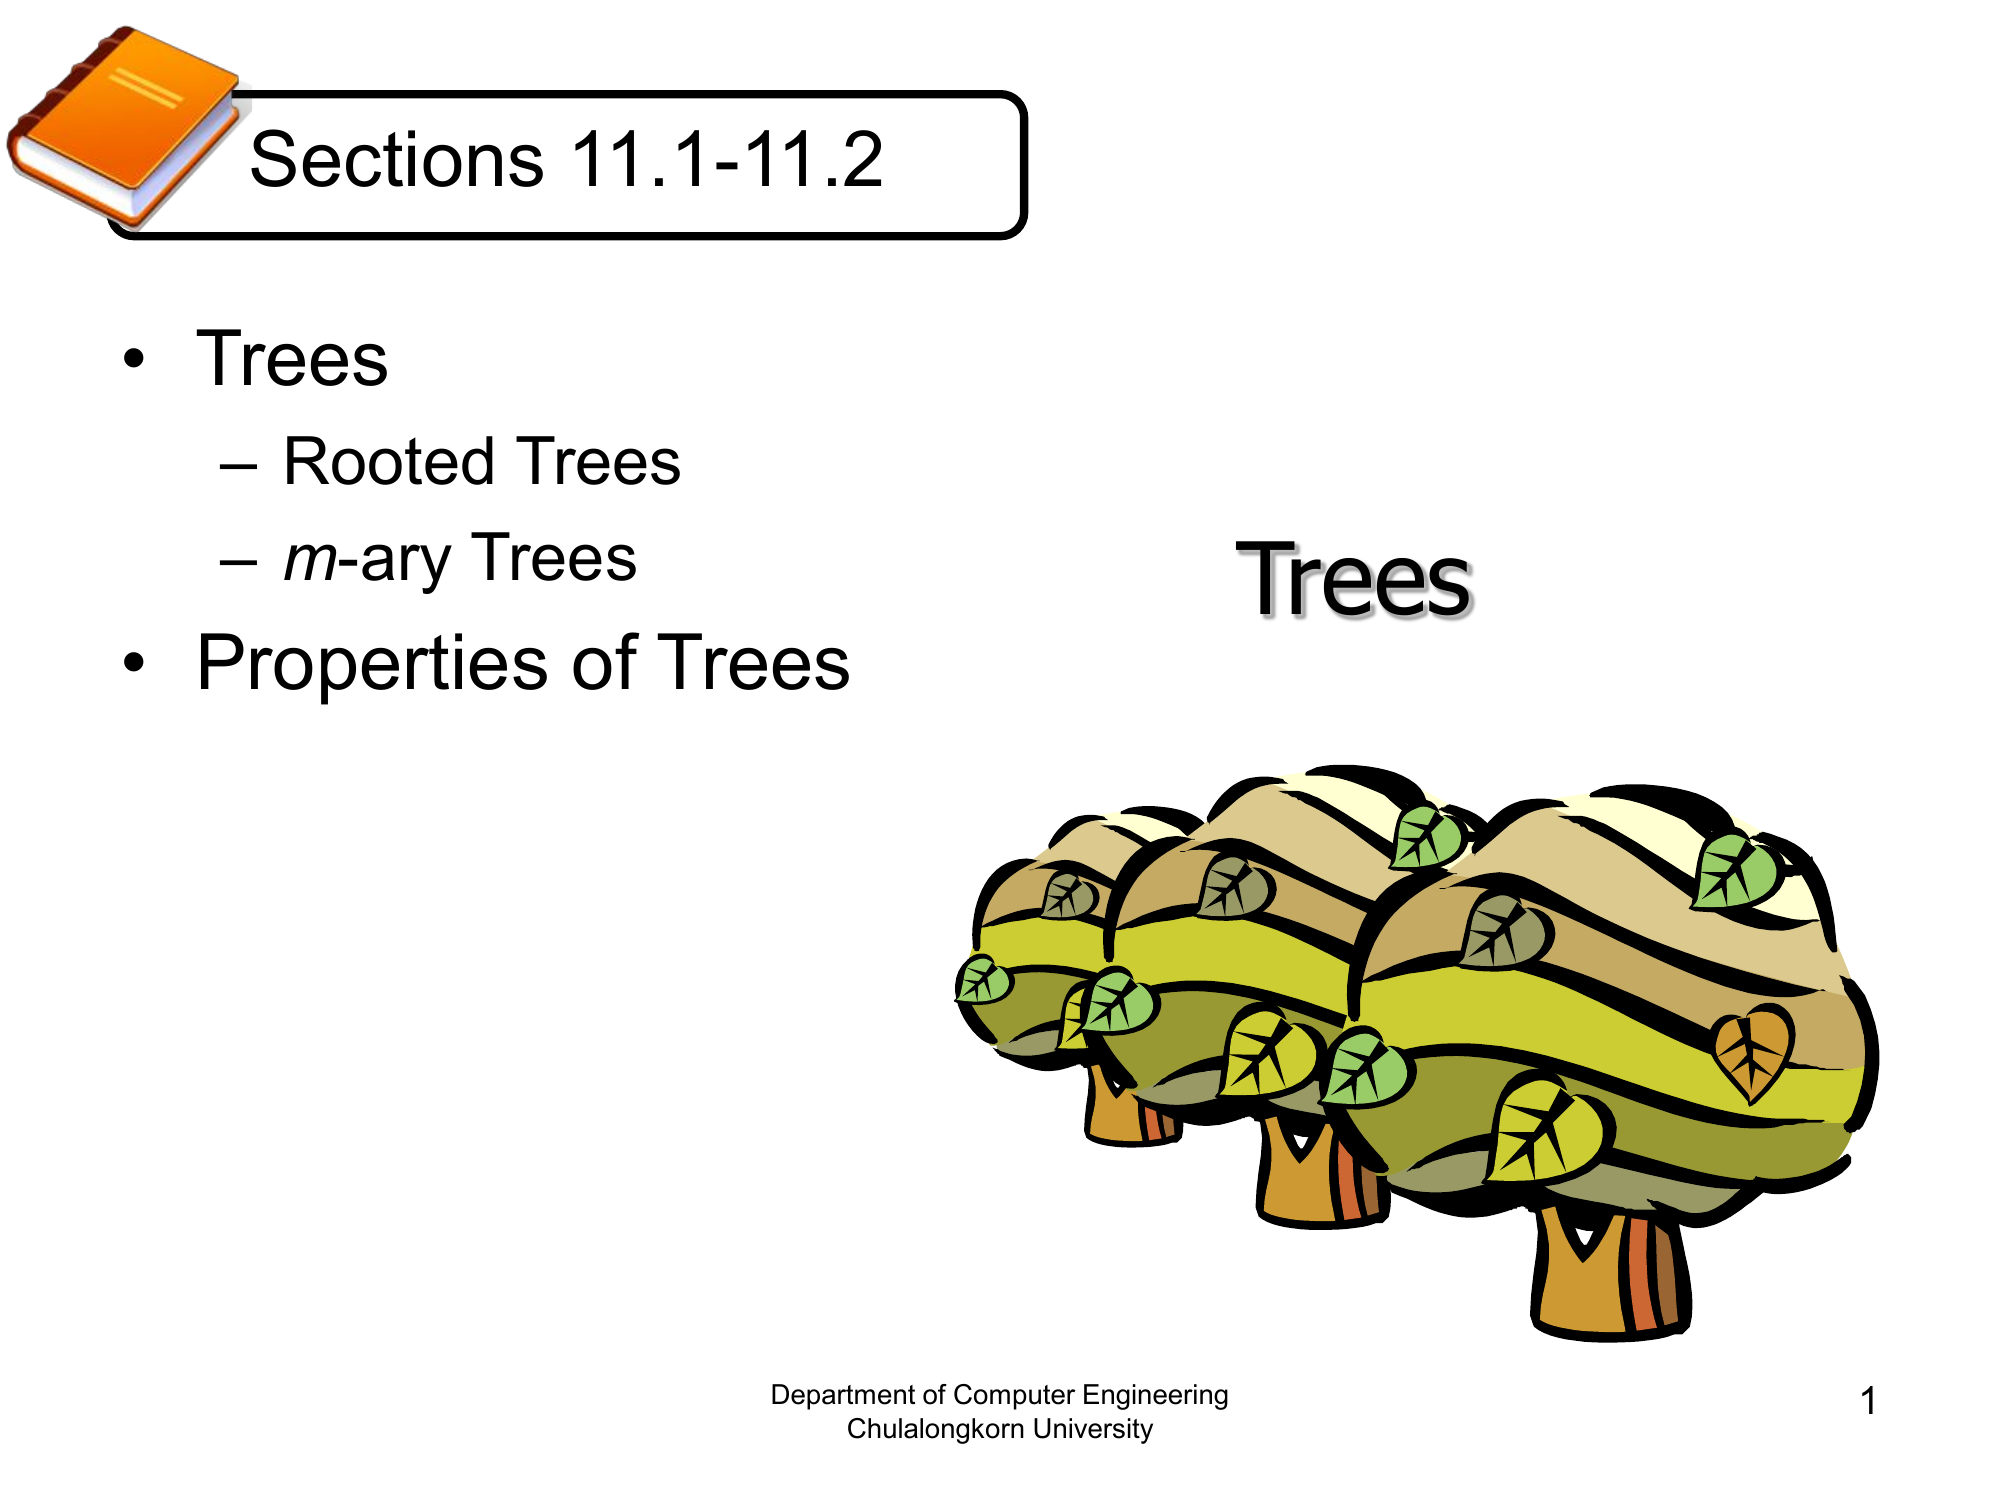 Sections 11.1-11.2
• Trees
– Rooted Trees
– m-ary Trees
• Properties of Trees
Trees
Department of Computer Engineering
Chulalongkorn University
1